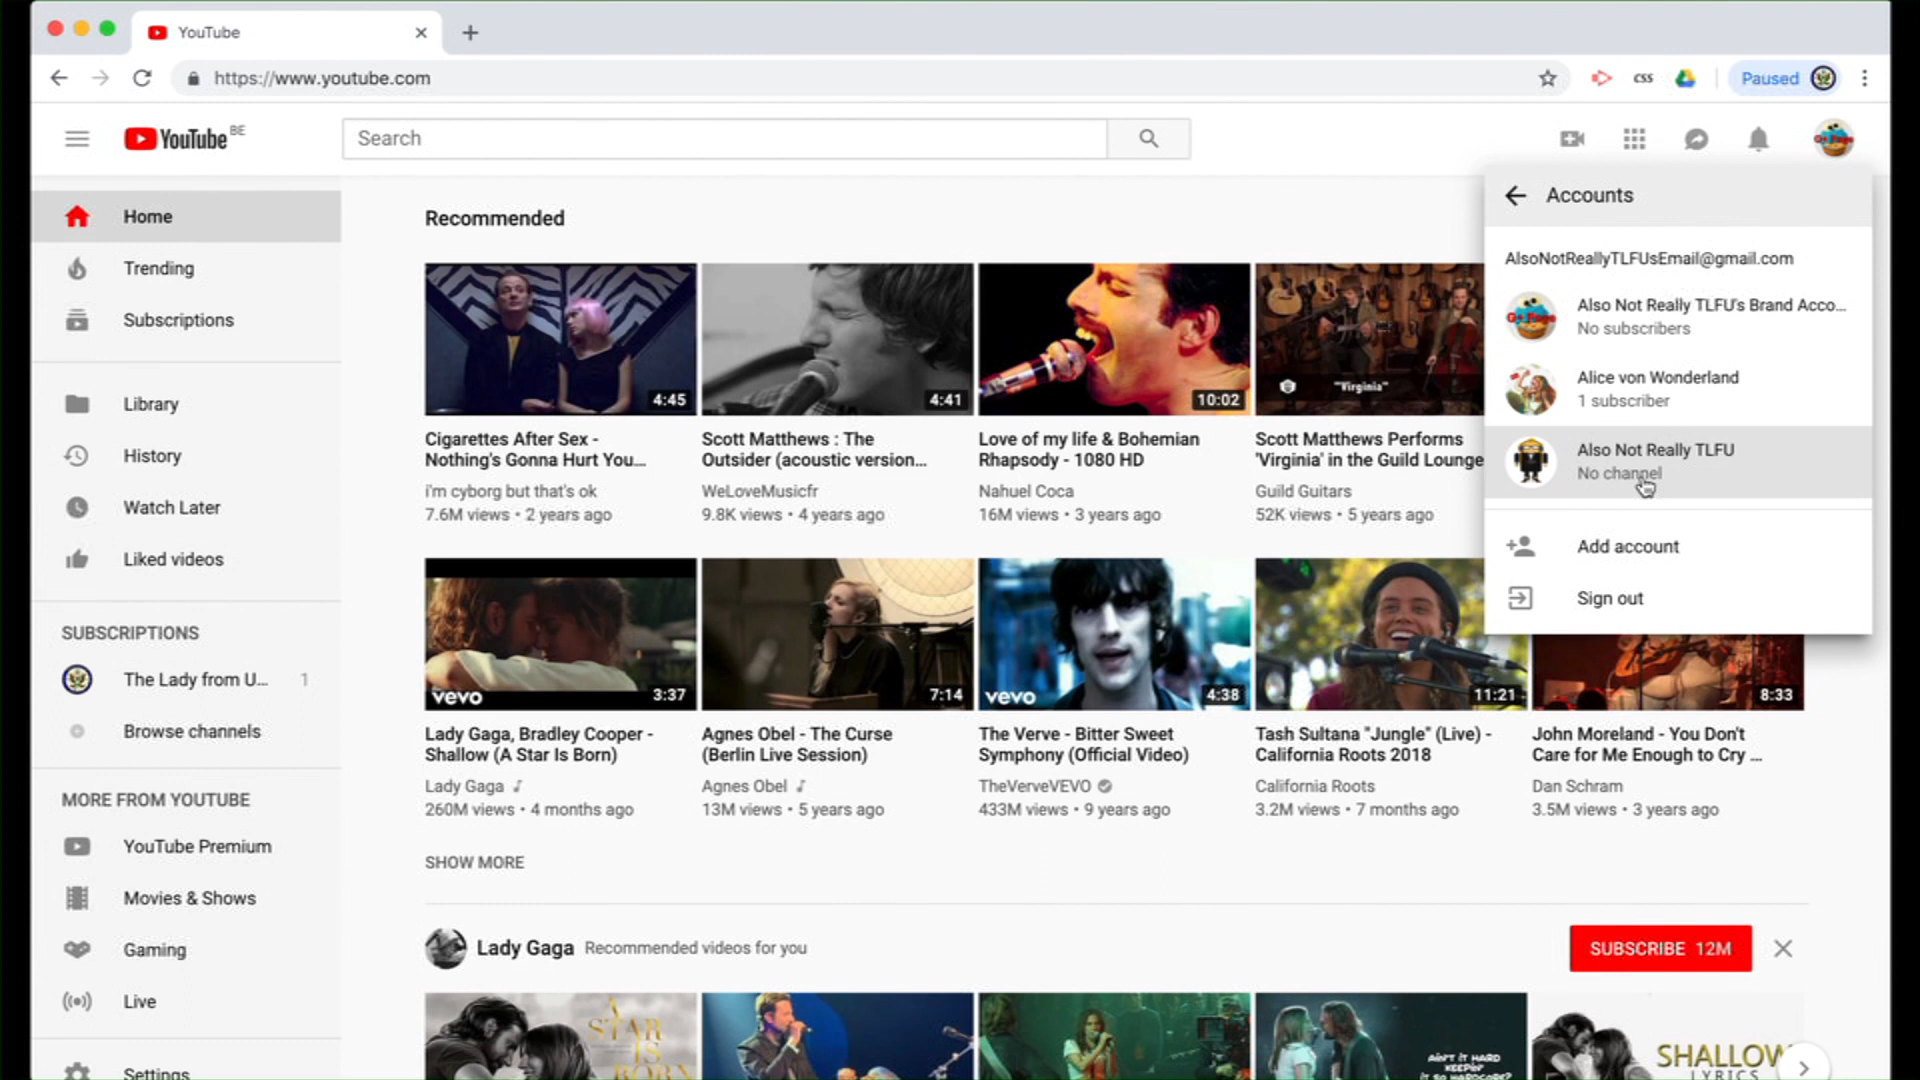 YouTube
https://www.youtube.com
css
Paused
YouTube BE
Search
Home
Trending
Subscriptions
Library
History
Watch Later
Liked videos
SUBSCRIPTIONS
The Lady from U... 1
Browse channels
MORE FROM YOUTUBE
YouTube Premium
Movies & Shows
Gaming
Live
Settings
Recommended
4:45
4:41
10:02
"Virginia"
Cigarettes After Sex -
Nothing's Gonna Hurt You...
i'm cyborg but that's ok
7.6M views • 2 years ago
Scott Matthews : The
Outsider (acoustic version...
WeLoveMusicfr
9.8K views • 4 years ago
Love of my life & Bohemian
Rhapsody - 1080 HD
Nahuel Coca
16M views • 3 years ago
Scott Matthews Performs
'Virginia' in the Guild Lounge
Guild Guitars
52K views • 5 years ago
vevo
3:37
7:14
vevo
4:38
11:21
8:33
Lady Gaga, Bradley Cooper -
Shallow (A Star Is Born)
Lady Gaga
260M views • 4 months ago
Agnes Obel - The Curse
(Berlin Live Session)
Agnes Obel
13M views • 5 years ago
The Verve - Bitter Sweet
Symphony (Official Video)
TheVerveVEVO
433M views • 9 years ago
Tash Sultana "Jungle" (Live) -
California Roots 2018
California Roots
3.2M views • 7 months ago
John Moreland - You Don't
Care for Me Enough to Cry ...
Dan Schram
3.5M views • 3 years ago
SHOW MORE
Lady Gaga Recommended videos for you
SUBSCRIBE 12M
A
STAR
IS
BORN
AIN'T IT HARD
KEEPIN'
IT SO HARDCORE?
SHALLOW
LYRICS
Accounts
AlsoNotReallyTLFUsEmail@gmail.com
Also Not Really TLFU's Brand Acco...
No subscribers
Alice von Wonderland
1 subscriber
Also Not Really TLFU
No channel
Add account
Sign out